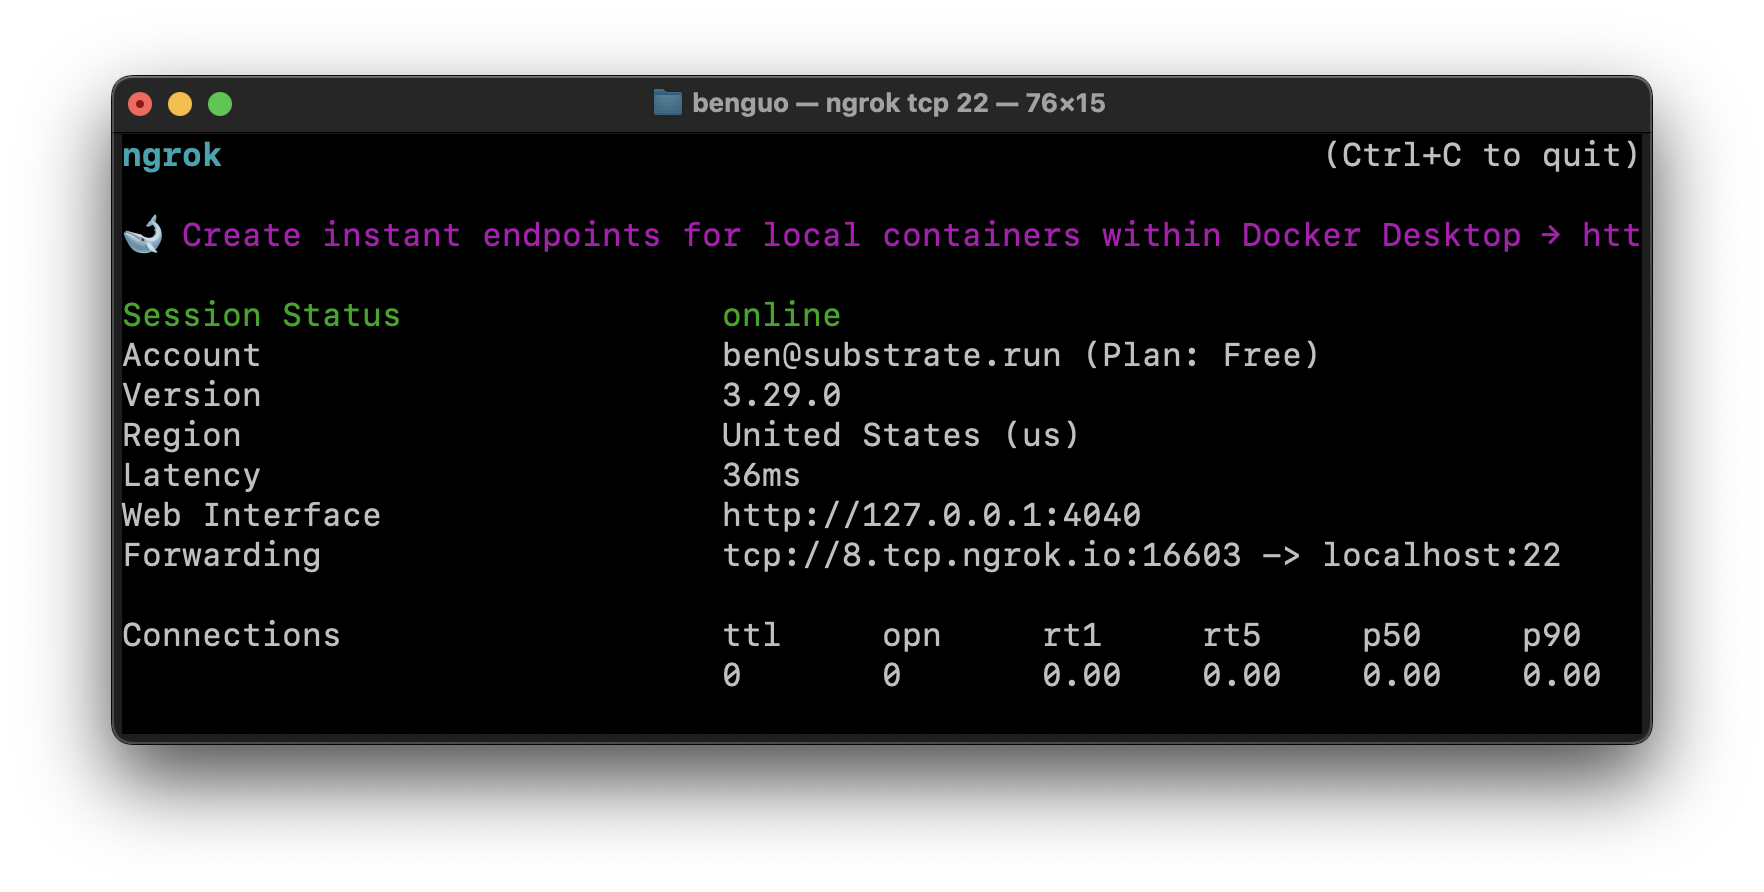 benguo — ngrok tcp 22 — 76×15
ngrok (Ctrl+C to quit)
🐋 Create instant endpoints for local containers within Docker Desktop → htt
Session Status online
Account ben@substrate.run (Plan: Free)
Version 3.29.0
Region United States (us)
Latency 36ms
Web Interface http://127.0.0.1:4040
Forwarding tcp://8.tcp.ngrok.io:16603 -> localhost:22
Connections ttl opn rt1 rt5 p50 p90
0 0 0.00 0.00 0.00 0.00